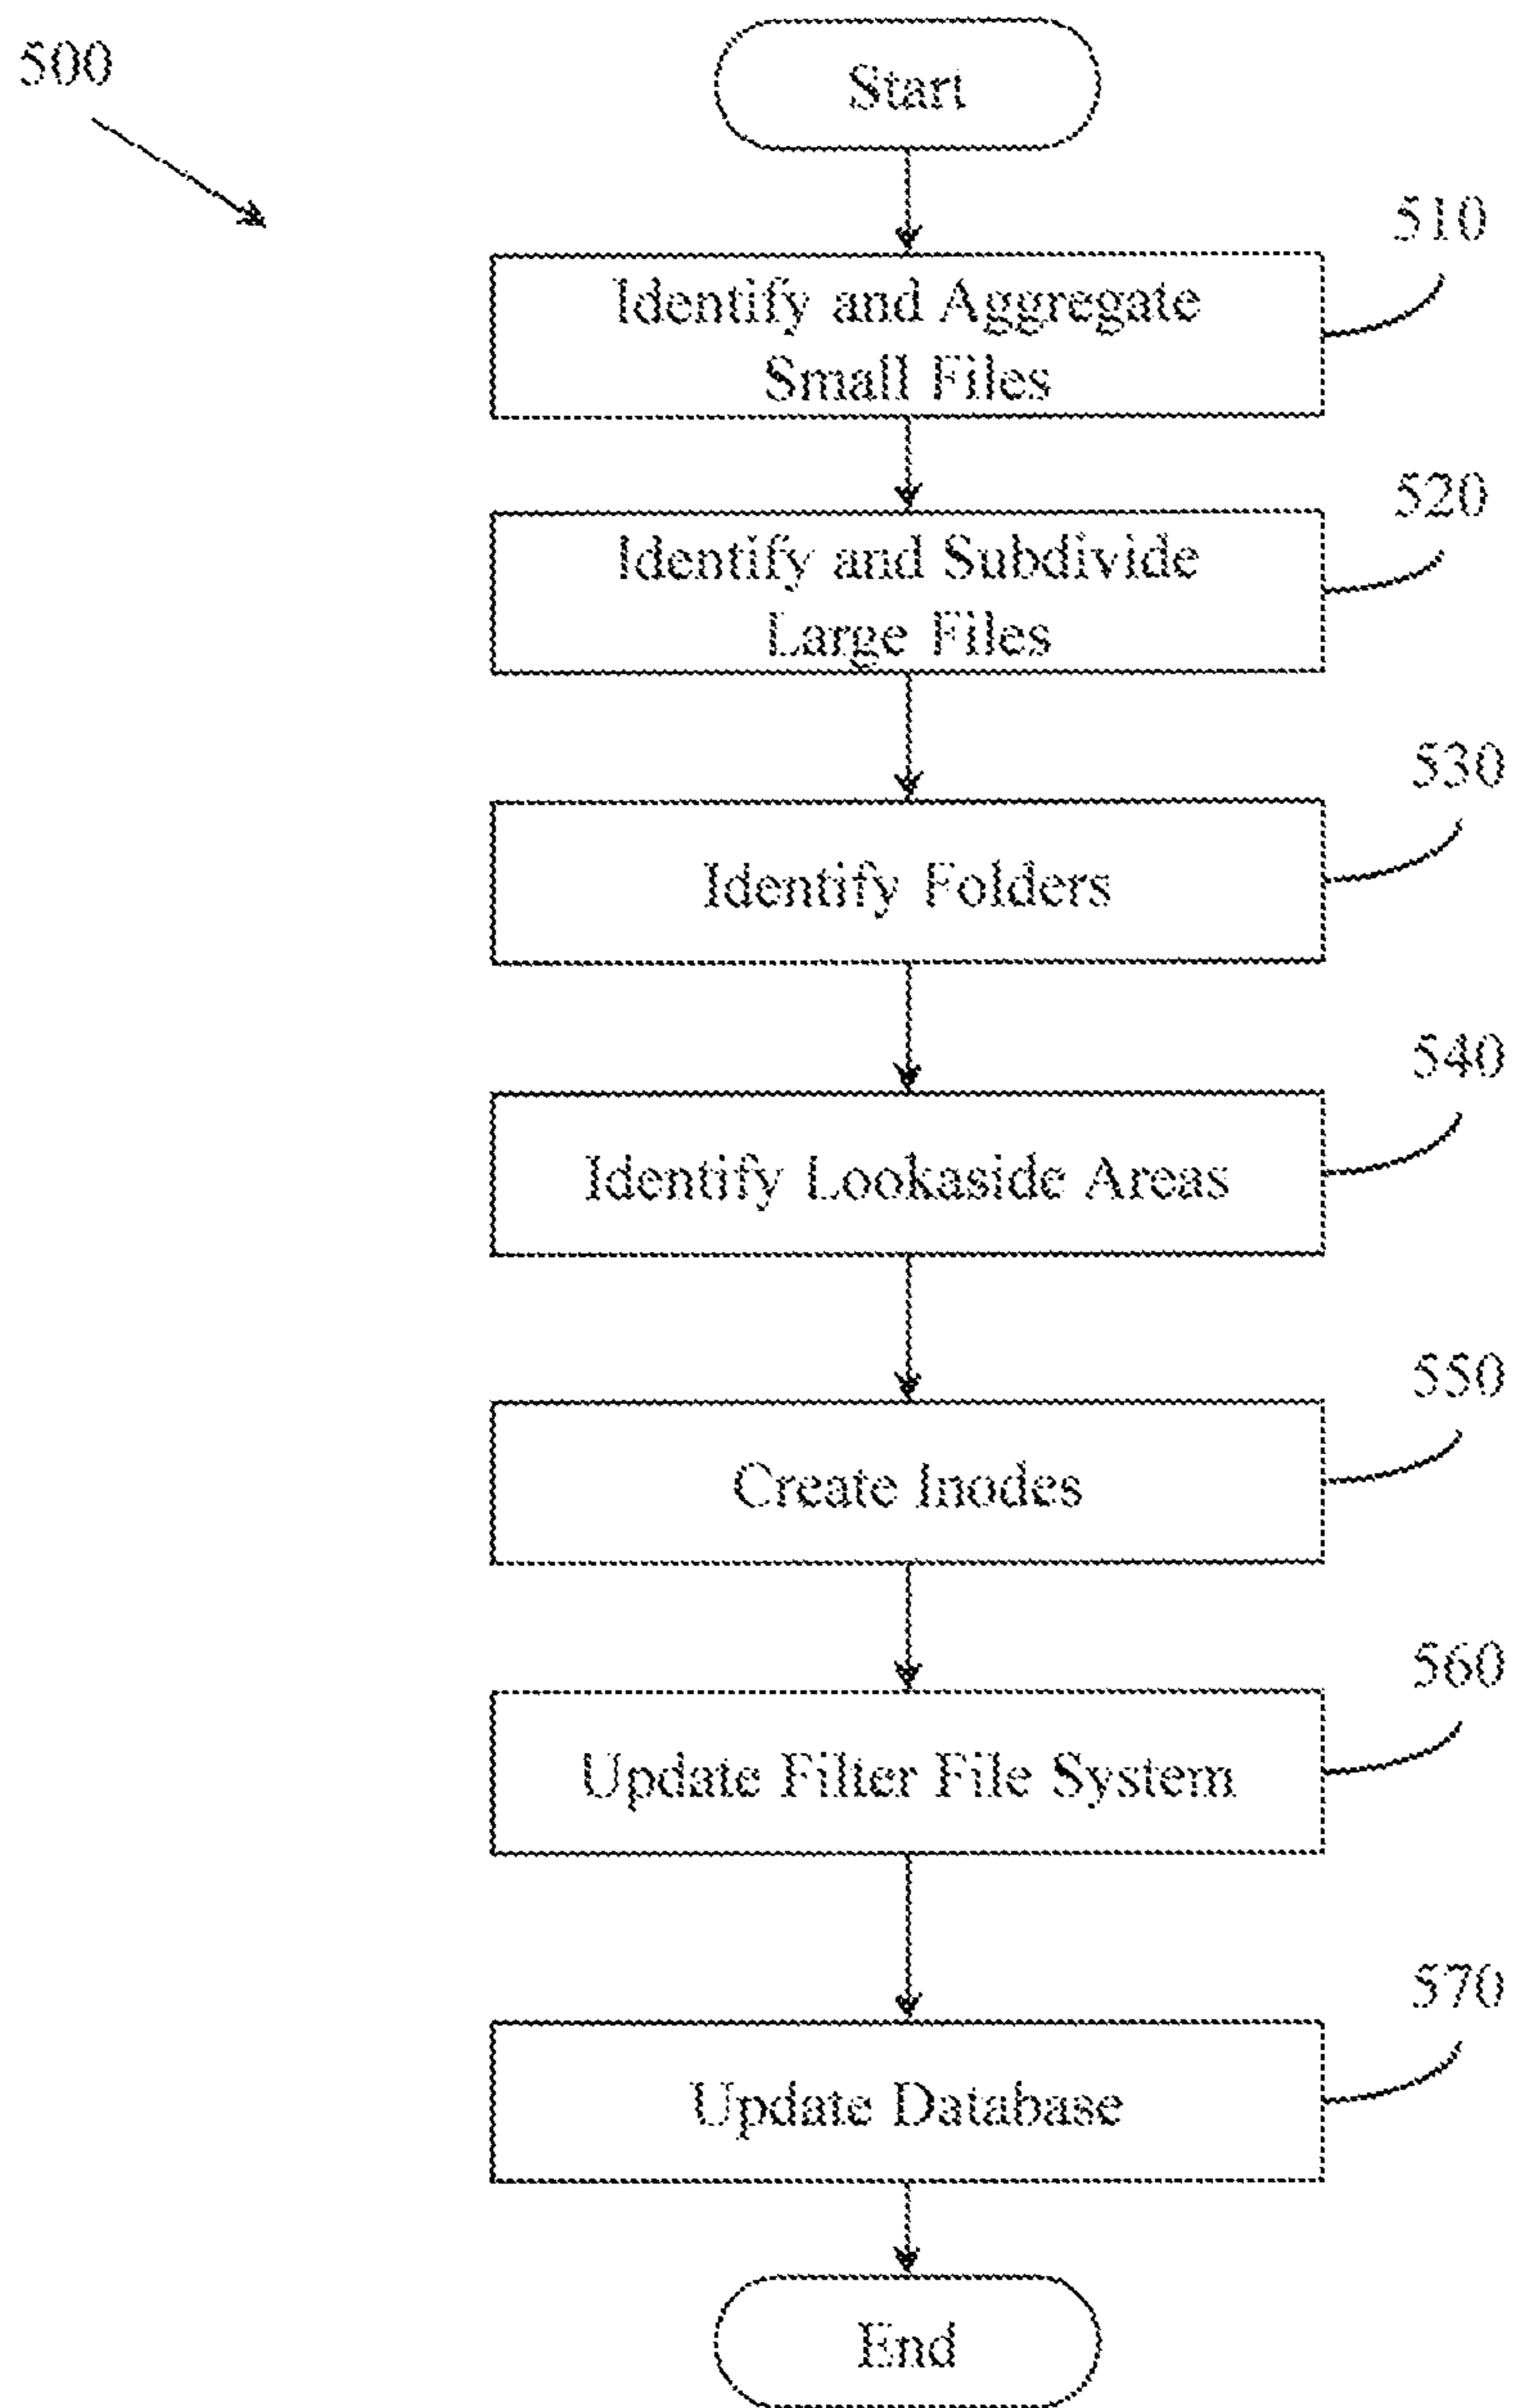 500
Start
510
Identify and Aggregate
Small Files
520
Identify and Subdivide
Large Files
530
Identify Folders
540
Identify Lookaside Areas
550
Create Inodes
560
Update Filter File System
570
Update Database
End